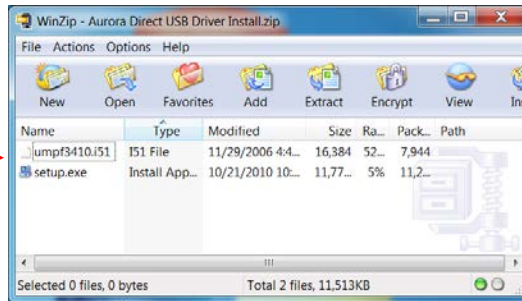 WinZip - Aurora Direct USB Driver Install.zip
File Actions Options Help
New Open Favorites Add Extract Encrypt View
Name Type Modified Size Ra... Pack... Path
umpf3410.i51 I51 File 11/29/2006 4:4... 16,384 52... 7,944
setup.exe Install App... 10/21/2010 10:... 11,77... 5% 11,2...
Selected 0 files, 0 bytes Total 2 files, 11,513KB